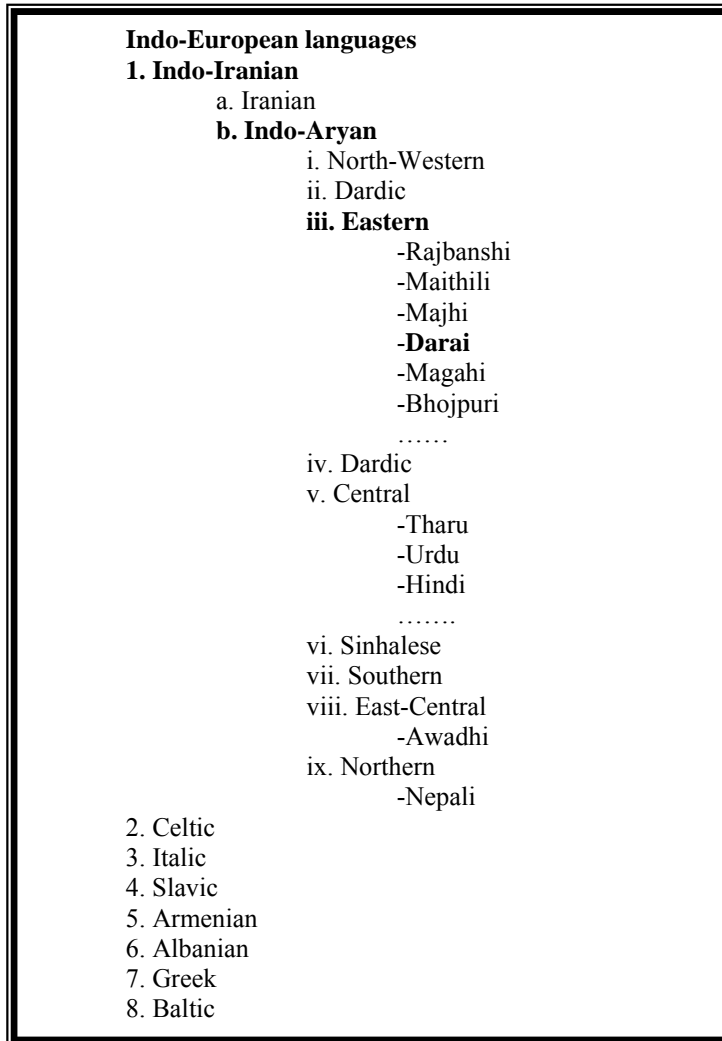 Indo-European languages
1. Indo-Iranian
a. Iranian
b. Indo-Aryan
i. North-Western
ii. Dardic
iii. Eastern
-Rajbanshi
-Maithili
-Majhi
-Darai
-Magahi
-Bhojpuri
……
iv. Dardic
v. Central
-Tharu
-Urdu
-Hindi
…….
vi. Sinhalese
vii. Southern
viii. East-Central
-Awadhi
ix. Northern
-Nepali
2. Celtic
3. Italic
4. Slavic
5. Armenian
6. Albanian
7. Greek
8. Baltic